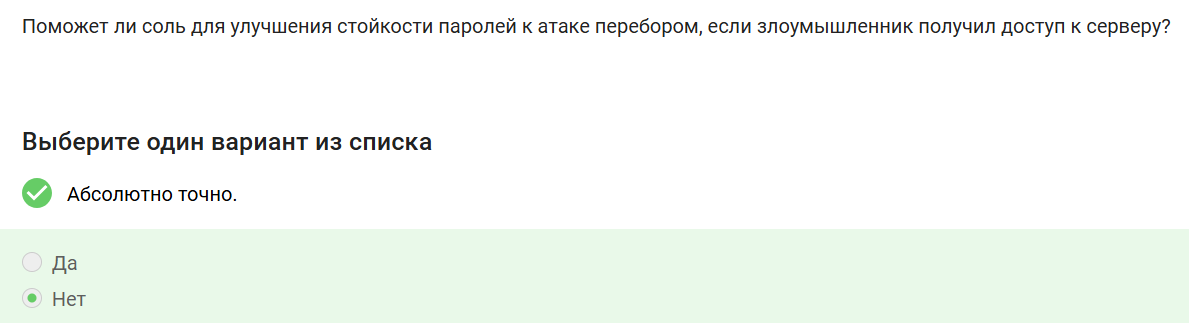 Поможет ли соль для улучшения стойкости паролей к атаке перебором, если злоумышленник получил доступ к серверу?
Выберите один вариант из списка
Абсолютно точно.
Да
Нет